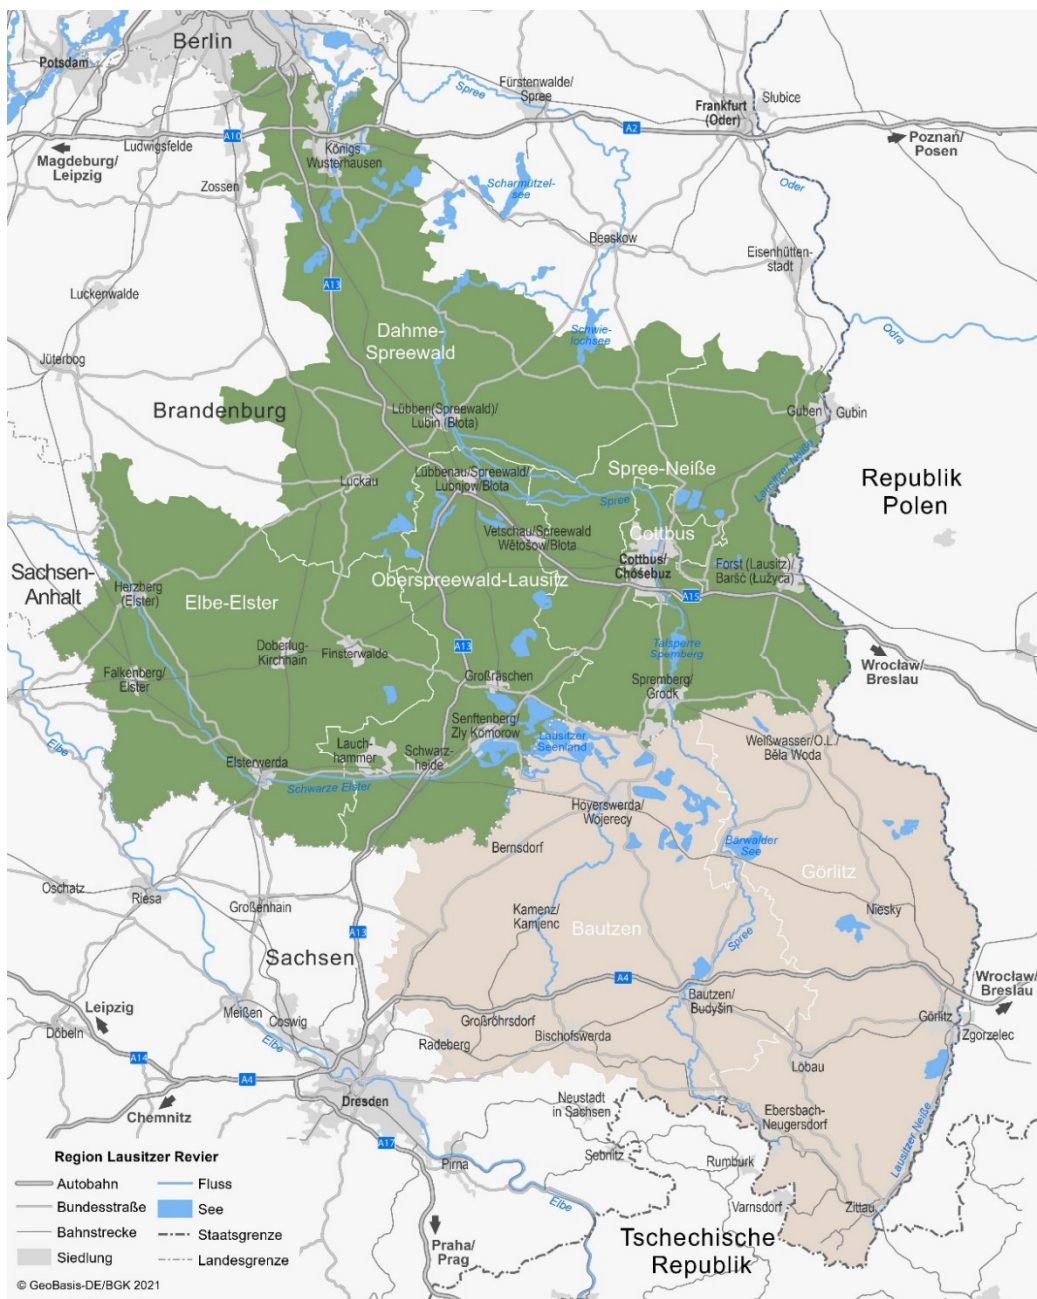 Berlin
Potsdam
Spree
Fürstenwalde/
Spree
Frankfurt
(Oder)
Słubice
A10
A2
Ludwigsfelde
Magdeburg/
Leipzig
Königs
Wusterhausen
Poznań/
Posen
Zossen
Scharmützel-
see
Oder
Beeskow
Eisenhütten-
stadt
Luckenwalde
A13
Dahme-
Spreewald
Schwie-
lochsee
Odra
Jüterbog
Brandenburg
Lübben(Spreewald)/
Lubin (Błota)
Guben
Gubin
Lübbenau/Spreewald/
Lubnjow/Błota
Luckau
Spree-Neiße
Lausitzer Neiße
Republik
Polen
Spree
Vetschau/Spreewald
Wětošow/Błota
Cottbus
Cottbus/
Chóśebuz
Forst (Lausitz)/
Baršć (Łužyca)
Sachsen-
Anhalt
Herzberg
(Elster)
Elbe-Elster
Oberspreewald-Lausitz
A15
Doberlug-
Kirchhain
Finsterwalde
A13
Talsperre
Spremberg
Wrocław/
Breslau
Falkenberg/
Elster
Großräschen
Spremberg/
Grodk
Senftenberg/
Zły Komorow
Elbe
Lausitzer
Seenland
Weißwasser/O.L./
Běła Woda
Elsterwerda
Lauch-
hammer
Schwarz-
heide
Schwarze Elster
Hoyerswerda/
Wojerecy
Bernsdorf
Bärwalder
See
Görlitz
Oschatz
Riesa
Großenhain
Kamenz/
Kamjenc
Niesky
Bautzen
Spree
A13
Sachsen
A4
Wrocław/
Breslau
Leipzig
Meißen
Coswig
Bautzen/
Budyšin
Großröhrsdorf
Görlitz
Zgorzelec
Döbeln
Radeberg
Bischofswerda
Elbe
A14
A4
Löbau
Chemnitz
Dresden
Neustadt
in Sachsen
Ebersbach-
Neugersdorf
Lausitzer Neiße
A17
Pirna
Sebnitz
Rumburk
Varnsdorf
Zittau
Elbe
Tschechische
Republik
Praha/
Prag
Region Lausitzer Revier
Autobahn
Fluss
Bundesstraße
See
Bahnstrecke
Staatsgrenze
Siedlung
Landesgrenze
© GeoBasis-DE/BGK 2021